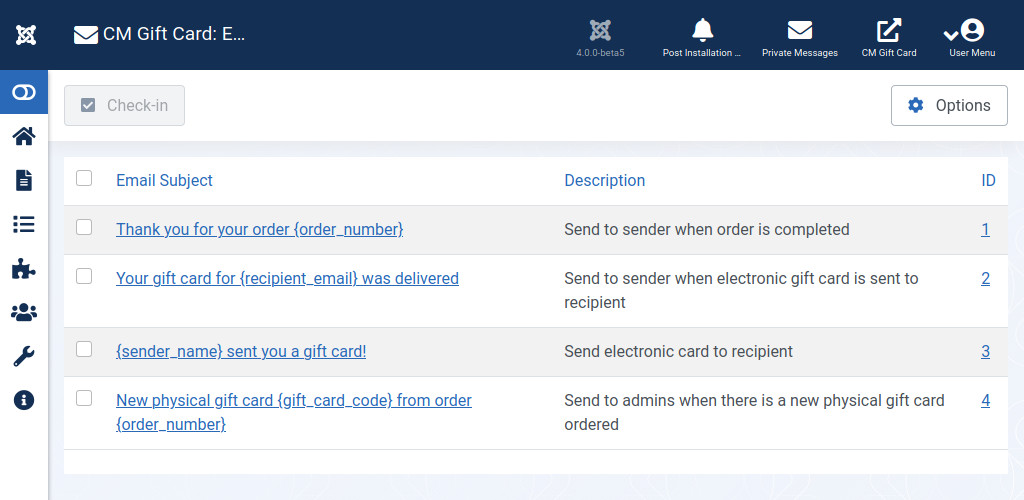 CM Gift Card: E...
4.0.0-beta5
Post Installation ...
Private Messages
CM Gift Card
User Menu
Check-in
Options
Email Subject
Description
ID
Thank you for your order {order_number}
Send to sender when order is completed
1
Your gift card for {recipient_email} was delivered
Send to sender when electronic gift card is sent to
recipient
2
{sender_name} sent you a gift card!
Send electronic card to recipient
3
New physical gift card {gift_card_code} from order
{order_number}
Send to admins when there is a new physical gift card
ordered
4